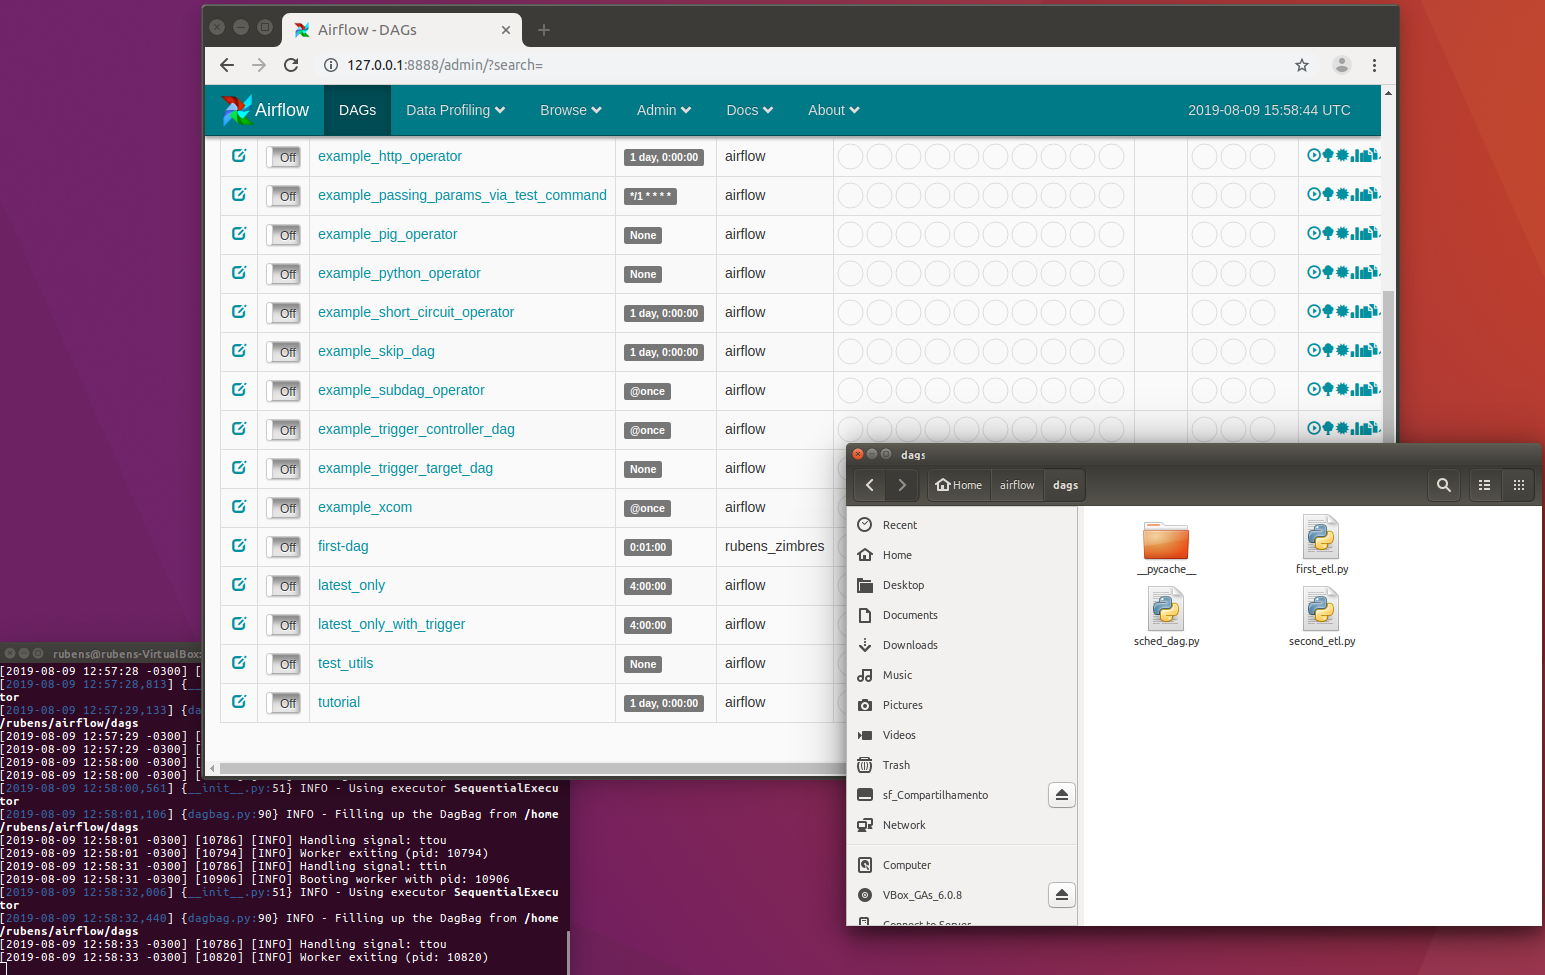 Airflow - DAGs
127.0.0.1:8888/admin/?search=
Airflow DAGs Data Profiling Browse Admin Docs About 2019-08-09 15:58:44 UTC
Off example_http_operator 1 day, 0:00:00 airflow
Off example_passing_params_via_test_command */1 * * * * airflow
Off example_pig_operator None airflow
Off example_python_operator None airflow
Off example_short_circuit_operator 1 day, 0:00:00 airflow
Off example_skip_dag 1 day, 0:00:00 airflow
Off example_subdag_operator @once airflow
Off example_trigger_controller_dag @once airflow
Off example_trigger_target_dag None airflow
Off example_xcom @once airflow
Off first-dag 0:01:00 rubens_zimbres
Off latest_only 4:00:00 airflow
Off latest_only_with_trigger 4:00:00 airflow
Off test_utils None airflow
Off tutorial 1 day, 0:00:00 airflow
dags
Home airflow dags
Recent
Home
Desktop
Documents
Downloads
Music
Pictures
Videos
Trash
sf_Compartilhamento
Network
Computer
VBox_GAs_6.0.8
Connect to Server
__pycache__ first_etl.py
sched_dag.py second_etl.py
rubens@rubens-VirtualBox:
[2019-08-09 12:57:28 -0300] [
[2019-08-09 12:57:28,813] {__
tor
[2019-08-09 12:57:29,133] {da
/rubens/airflow/dags
[2019-08-09 12:57:29 -0300] [
[2019-08-09 12:57:29 -0300] [
[2019-08-09 12:58:00 -0300] [
[2019-08-09 12:58:00 -0300] [
[2019-08-09 12:58:00,561] {__init__.py:51} INFO - Using executor SequentialExecu
tor
[2019-08-09 12:58:01,106] {dagbag.py:90} INFO - Filling up the DagBag from /home
/rubens/airflow/dags
[2019-08-09 12:58:01 -0300] [10786] [INFO] Handling signal: ttou
[2019-08-09 12:58:01 -0300] [10794] [INFO] Worker exiting (pid: 10794)
[2019-08-09 12:58:31 -0300] [10786] [INFO] Handling signal: ttin
[2019-08-09 12:58:31 -0300] [10906] [INFO] Booting worker with pid: 10906
[2019-08-09 12:58:32,006] {__init__.py:51} INFO - Using executor SequentialExecu
tor
[2019-08-09 12:58:32,440] {dagbag.py:90} INFO - Filling up the DagBag from /home
/rubens/airflow/dags
[2019-08-09 12:58:33 -0300] [10786] [INFO] Handling signal: ttou
[2019-08-09 12:58:33 -0300] [10820] [INFO] Worker exiting (pid: 10820)